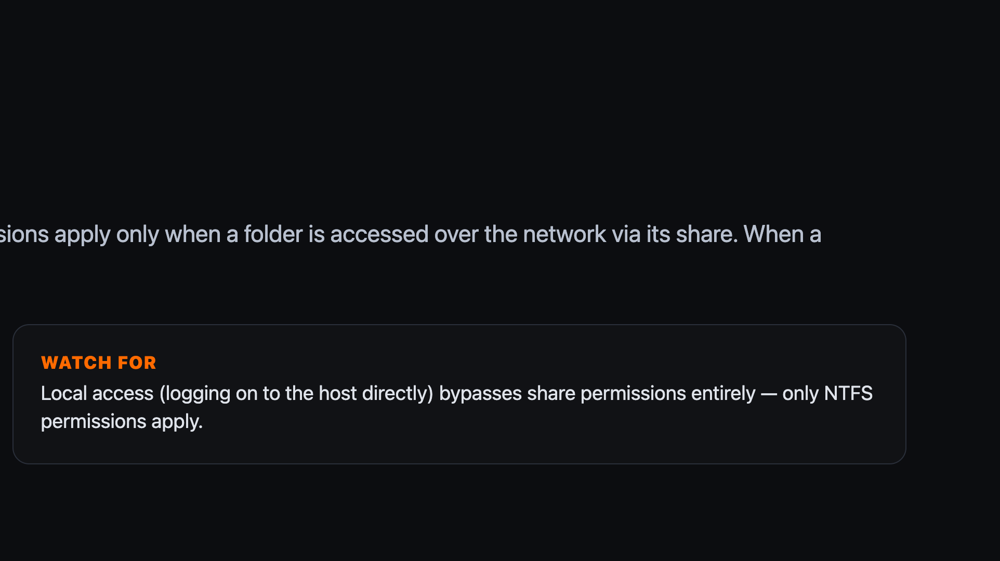 sions apply only when a folder is accessed over the network via its share. When a
WATCH FOR
Local access (logging on to the host directly) bypasses share permissions entirely — only NTFS
permissions apply.